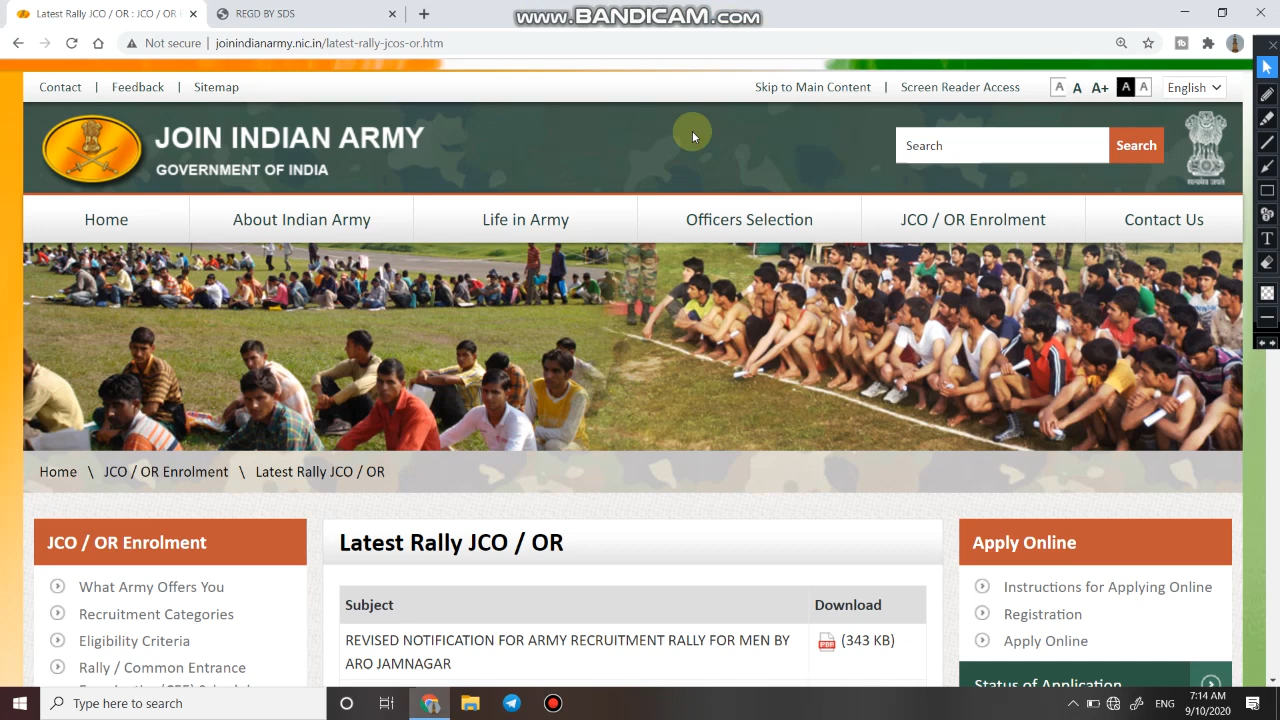 Latest Rally JCO / OR : JCO / OR
REGD BY SDS
www.BANDICAM.com
Not secure | joinindianarmy.nic.in/latest-rally-jcos-or.htm
Contact | Feedback | Sitemap
Skip to Main Content | Screen Reader Access
A A A+ A A
English
JOIN INDIAN ARMY
GOVERNMENT OF INDIA
Search
Search
Home
About Indian Army
Life in Army
Officers Selection
JCO / OR Enrolment
Contact Us
Home \ JCO / OR Enrolment \ Latest Rally JCO / OR
JCO / OR Enrolment
What Army Offers You
Recruitment Categories
Eligibility Criteria
Rally / Common Entrance
Latest Rally JCO / OR
Subject
Download
REVISED NOTIFICATION FOR ARMY RECRUITMENT RALLY FOR MEN BY
ARO JAMNAGAR
PDF (343 KB)
Apply Online
Instructions for Applying Online
Registration
Apply Online
Status of Application
Type here to search
ENG
7:14 AM
9/10/2020